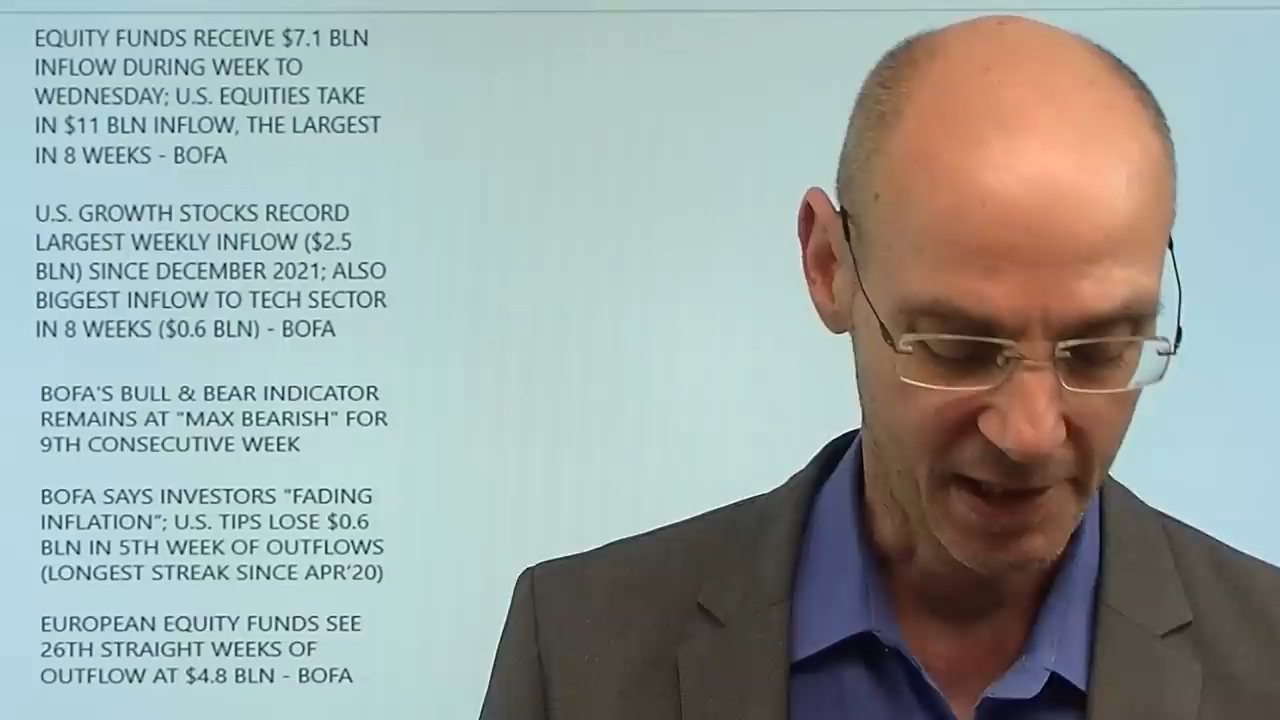 EQUITY FUNDS RECEIVE $7.1 BLN
INFLOW DURING WEEK TO
WEDNESDAY; U.S. EQUITIES TAKE
IN $11 BLN INFLOW, THE LARGEST
IN 8 WEEKS - BOFA
U.S. GROWTH STOCKS RECORD
LARGEST WEEKLY INFLOW ($2.5
BLN) SINCE DECEMBER 2021; ALSO
BIGGEST INFLOW TO TECH SECTOR
IN 8 WEEKS ($0.6 BLN) - BOFA
BOFA'S BULL & BEAR INDICATOR
REMAINS AT "MAX BEARISH" FOR
9TH CONSECUTIVE WEEK
BOFA SAYS INVESTORS "FADING
INFLATION"; U.S. TIPS LOSE $0.6
BLN IN 5TH WEEK OF OUTFLOWS
(LONGEST STREAK SINCE APR'20)
EUROPEAN EQUITY FUNDS SEE
26TH STRAIGHT WEEKS OF
OUTFLOW AT $4.8 BLN - BOFA